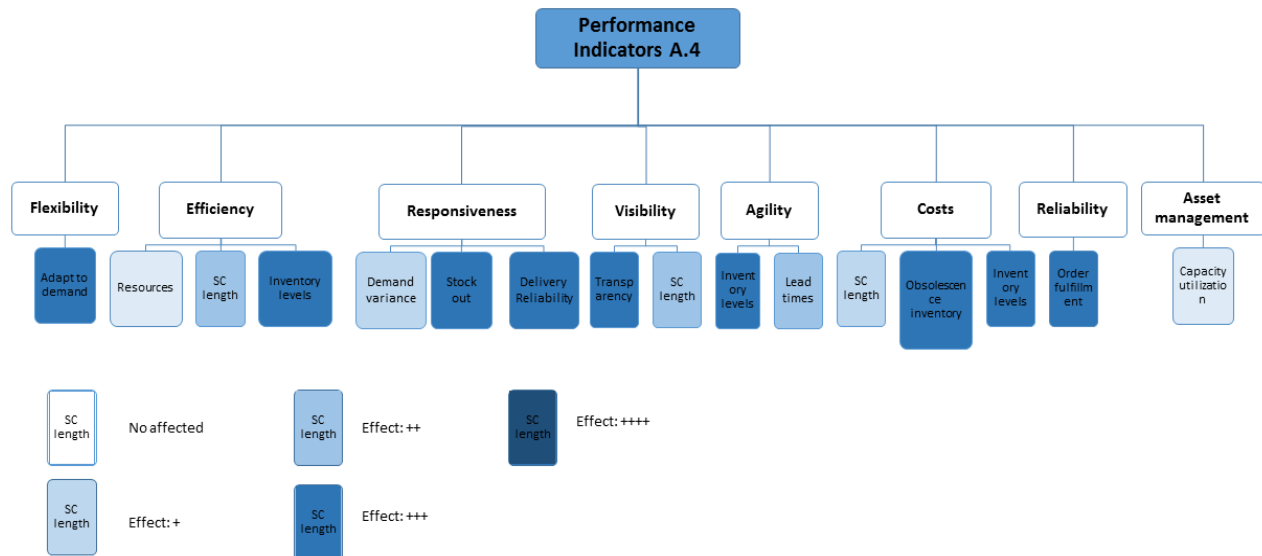 Performance
Indicators A.4
Flexibility
Efficiency
Responsiveness
Visibility
Agility
Costs
Reliability
Asset
management
Adapt to
demand
Resources
SC
length
Inventory
levels
Demand
variance
Stock
out
Delivery
Reliability
Transp
arency
SC
length
Invent
ory
levels
Lead
times
SC
length
Obsolescen
ce
inventory
Invent
ory
levels
Order
fulfillm
ent
Capacity
utilizatio
n
SC
length
No affected
SC
length
Effect: ++
SC
length
Effect: ++++
SC
length
Effect: +
SC
length
Effect: +++